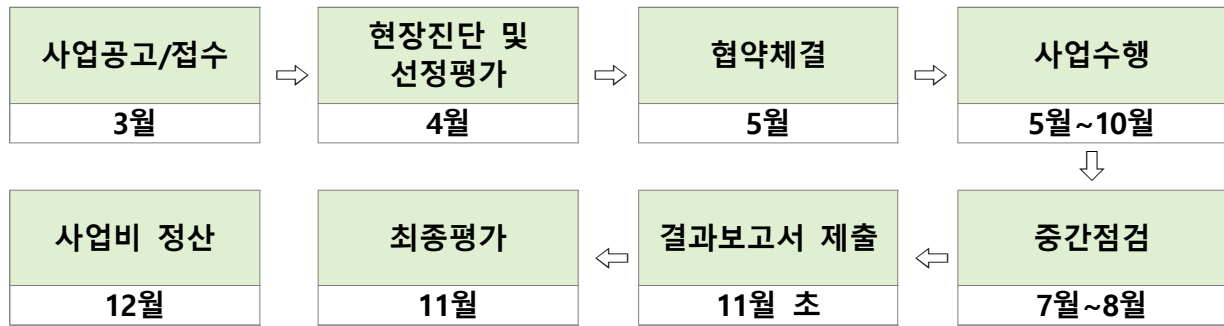 사업공고/접수
3월
현장진단 및
선정평가
4월
협약체결
5월
사업수행
5월~10월
사업비 정산
12월
최종평가
11월
결과보고서 제출
11월 초
중간점검
7월~8월